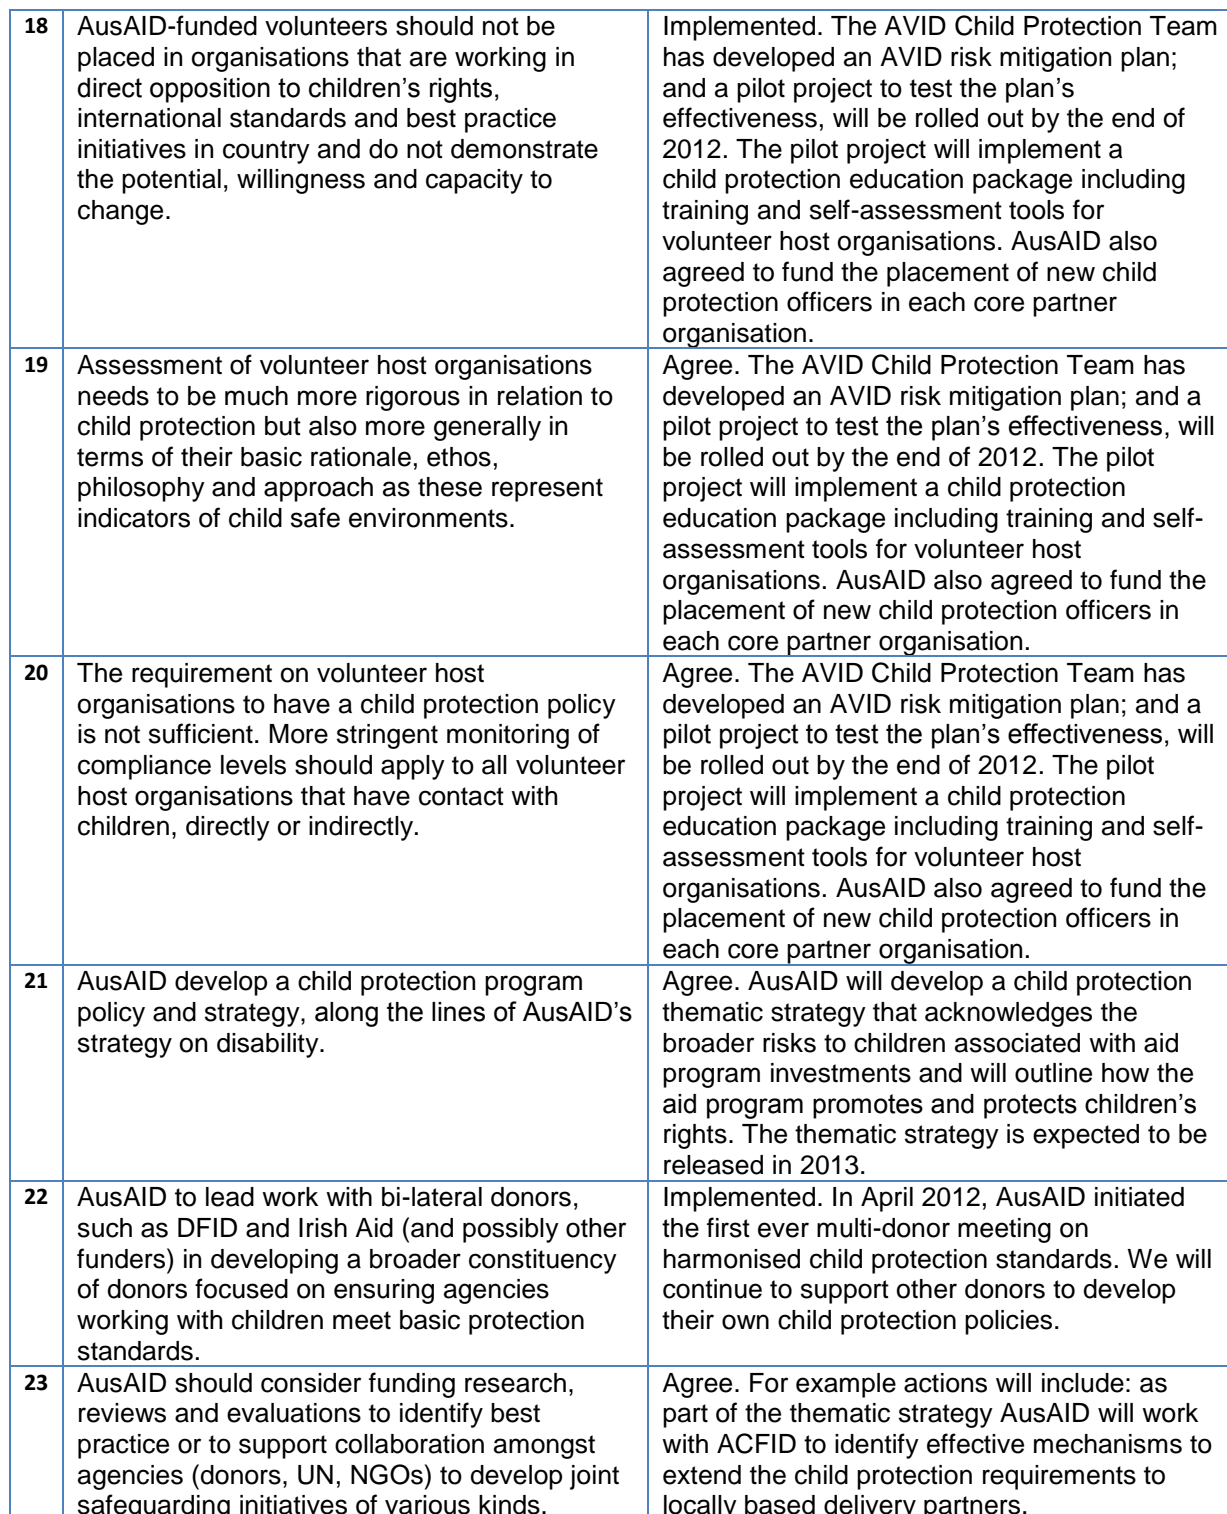 18
AusAID-funded volunteers should not be
placed in organisations that are working in
direct opposition to children's rights,
international standards and best practice
initiatives in country and do not demonstrate
the potential, willingness and capacity to
change.
Implemented. The AVID Child Protection Team
has developed an AVID risk mitigation plan;
and a pilot project to test the plan's
effectiveness, will be rolled out by the end of
2012. The pilot project will implement a
child protection education package including
training and self-assessment tools for
volunteer host organisations. AusAID also
agreed to fund the placement of new child
protection officers in each core partner
organisation.
19
Assessment of volunteer host organisations
needs to be much more rigorous in relation to
child protection but also more generally in
terms of their basic rationale, ethos,
philosophy and approach as these represent
indicators of child safe environments.
Agree. The AVID Child Protection Team has
developed an AVID risk mitigation plan; and a
pilot project to test the plan's effectiveness, will
be rolled out by the end of 2012. The pilot
project will implement a child protection
education package including training and self-
assessment tools for volunteer host
organisations. AusAID also agreed to fund the
placement of new child protection officers in
each core partner organisation.
20
The requirement on volunteer host
organisations to have a child protection policy
is not sufficient. More stringent monitoring of
compliance levels should apply to all volunteer
host organisations that have contact with
children, directly or indirectly.
Agree. The AVID Child Protection Team has
developed an AVID risk mitigation plan; and a
pilot project to test the plan's effectiveness, will
be rolled out by the end of 2012. The pilot
project will implement a child protection
education package including training and self-
assessment tools for volunteer host
organisations. AusAID also agreed to fund the
placement of new child protection officers in
each core partner organisation.
21
AusAID develop a child protection program
policy and strategy, along the lines of AusAID's
strategy on disability.
Agree. AusAID will develop a child protection
thematic strategy that acknowledges the
broader risks to children associated with aid
program investments and will outline how the
aid program promotes and protects children's
rights. The thematic strategy is expected to be
released in 2013.
22
AusAID to lead work with bi-lateral donors,
such as DFID and Irish Aid (and possibly other
funders) in developing a broader constituency
of donors focused on ensuring agencies
working with children meet basic protection
standards.
Implemented. In April 2012, AusAID initiated
the first ever multi-donor meeting on
harmonised child protection standards. We will
continue to support other donors to develop
their own child protection policies.
23
AusAID should consider funding research,
reviews and evaluations to identify best
practice or to support collaboration amongst
agencies (donors, UN, NGOs) to develop joint
safeguarding initiatives of various kinds.
Agree. For example actions will include: as
part of the thematic strategy AusAID will work
with ACFID to identify effective mechanisms to
extend the child protection requirements to
locally based delivery partners.